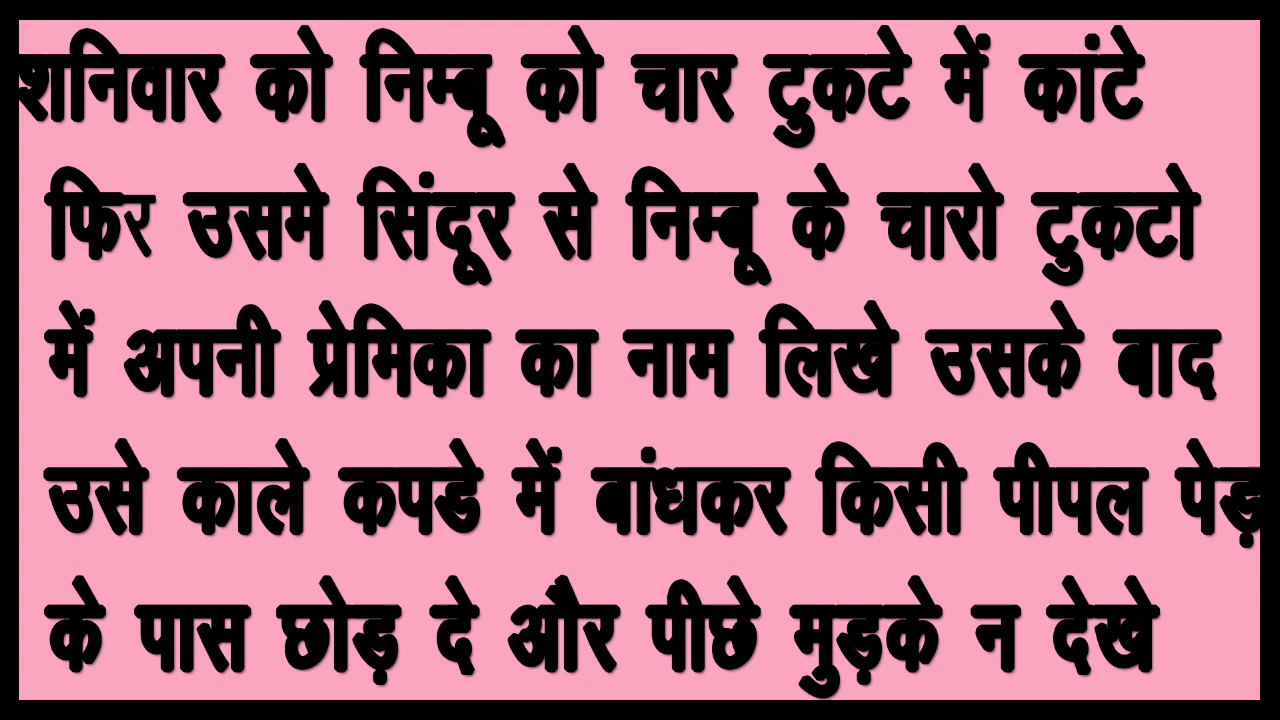 शनिवार को निम्बू को चार टुकटे में कांटे
फिर उसमे सिंदूर से निम्बू के चारो टुकटो
में अपनी प्रेमिका का नाम लिखे उसके बाद
उसे काले कपडे में बांधकर किसी पीपल पेड़
के पास छोड़ दे और पीछे मुड़के न देखे